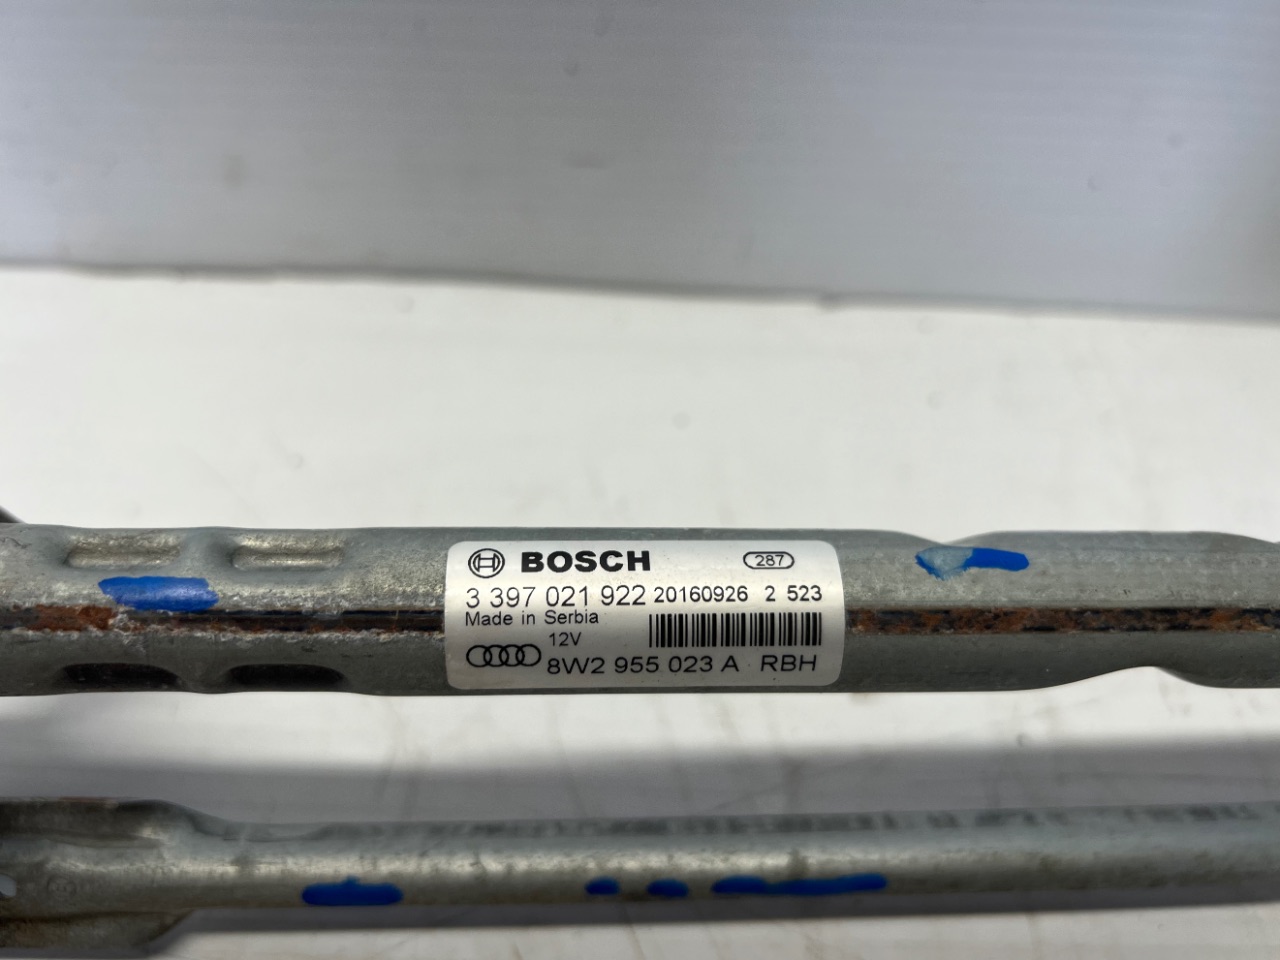 BOSCH 287
3 397 021 922 20160926 2 523
Made in Serbia
12V
8W2 955 023 A RBH